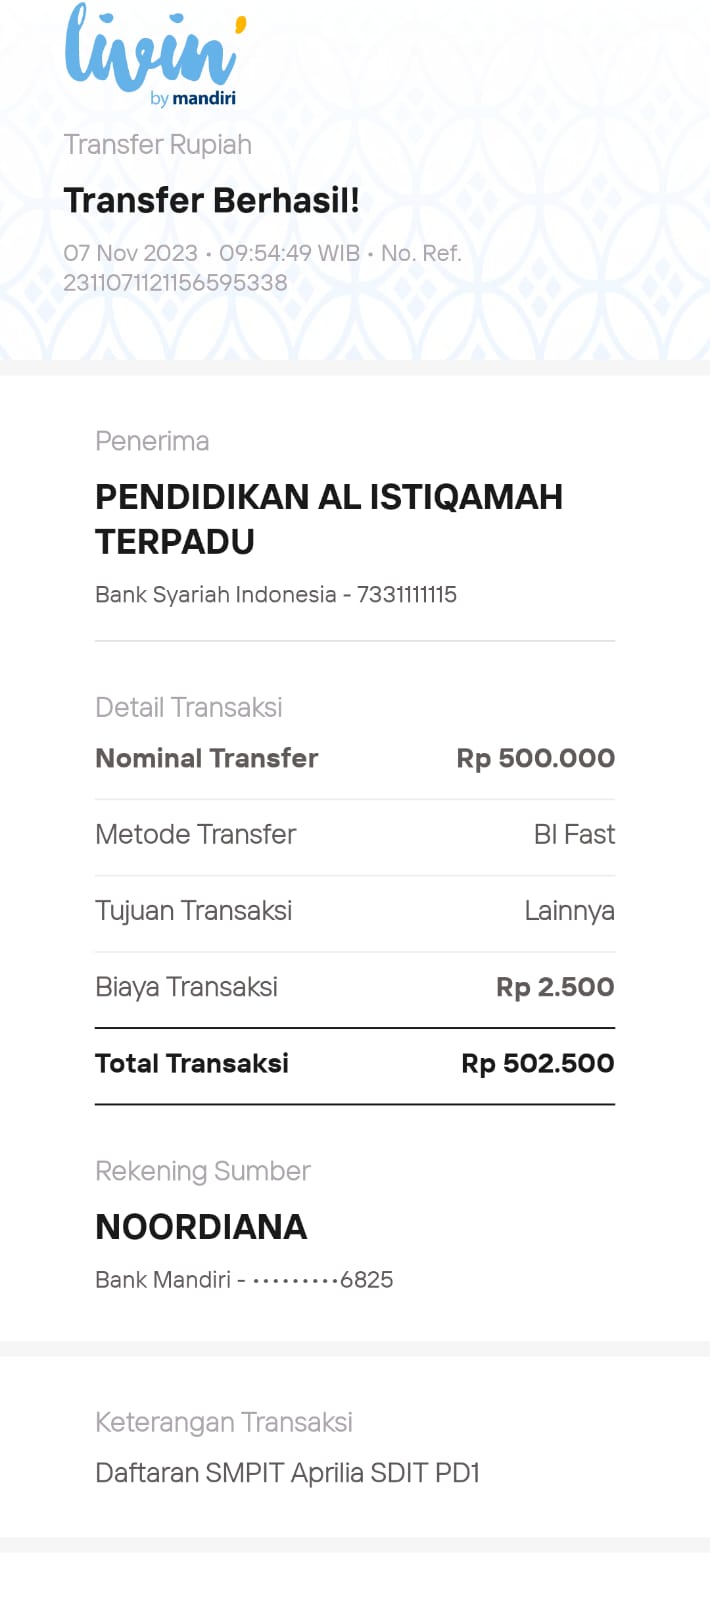 livin'
by mandiri
Transfer Rupiah
Transfer Berhasil!
07 Nov 2023 • 09:54:49 WIB • No. Ref.
2311071121156595338
Penerima
PENDIDIKAN AL ISTIQAMAH
TERPADU
Bank Syariah Indonesia - 7331111115
Detail Transaksi
Nominal Transfer Rp 500.000
Metode Transfer BI Fast
Tujuan Transaksi Lainnya
Biaya Transaksi Rp 2.500
Total Transaksi Rp 502.500
Rekening Sumber
NOORDIANA
Bank Mandiri - •••••••••6825
Keterangan Transaksi
Daftaran SMPIT Aprilia SDIT PD1